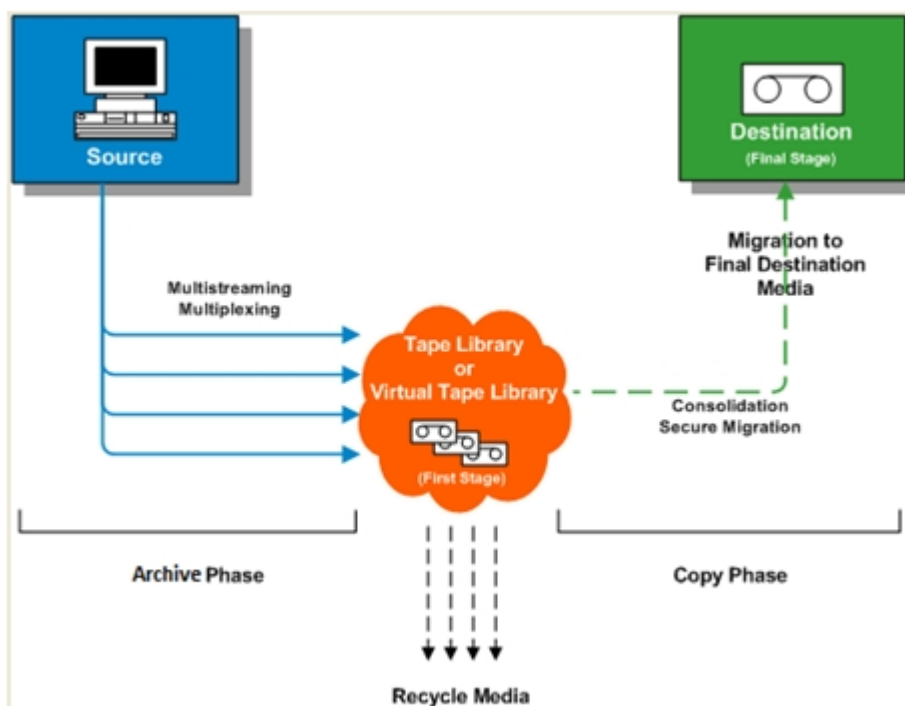 Source
Destination
(Final Stage)
Migration to
Final Destination
Media
Multistreaming
Multiplexing
Tape Library
or
Virtual Tape Library
(First Stage)
Consolidation
Secure Migration
Archive Phase
Copy Phase
Recycle Media